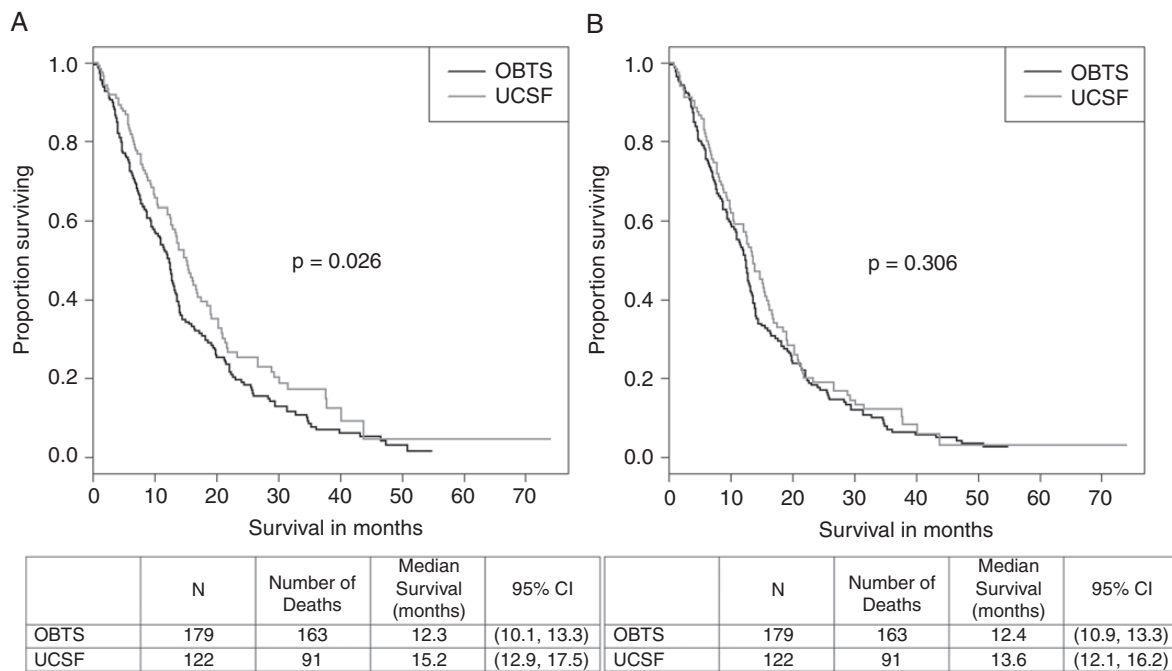 A
Proportion surviving
1.0
0.8
0.6
0.4
0.2
0.0
OBTS
UCSF
p = 0.026
0 10 20 30 40 50 60 70
Survival in months
B
Proportion surviving
1.0
0.8
0.6
0.4
0.2
0.0
OBTS
UCSF
p = 0.306
0 10 20 30 40 50 60 70
Survival in months
N Number of Deaths Median Survival (months) 95% CI
OBTS 179 163 12.3 (10.1, 13.3)
UCSF 122 91 15.2 (12.9, 17.5)
N Number of Deaths Median Survival (months) 95% CI
OBTS 179 163 12.4 (10.9, 13.3)
UCSF 122 91 13.6 (12.1, 16.2)